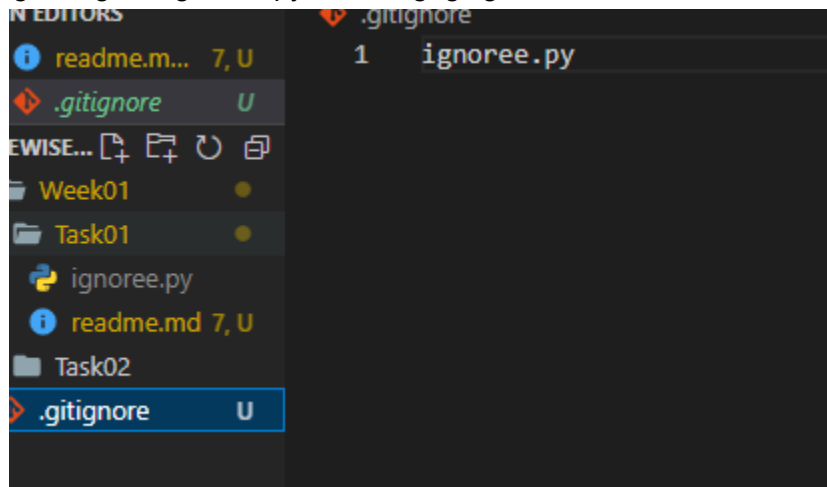 N EDITORS
.gitignore
readme.m... 7, U
1 ignoree.py
.gitignore U
EWISE...
Week01
Task01
ignoree.py
readme.md 7, U
Task02
.gitignore U